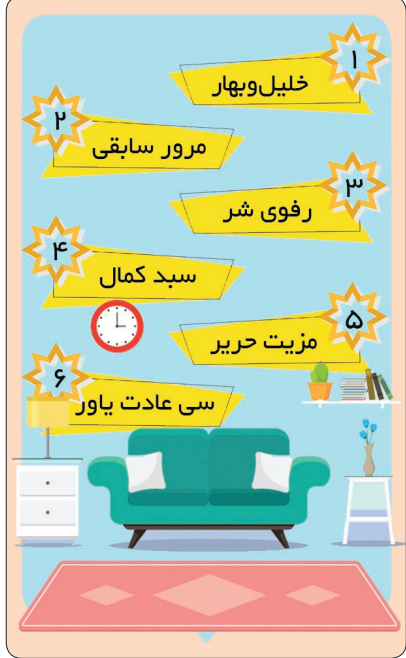 ۱
خلیل‌وبهار
۲
مرور سابقی
۳
رفوی شر
۴
سبد کمال
۵
مزیت حریر
۶
سی عادت یاور